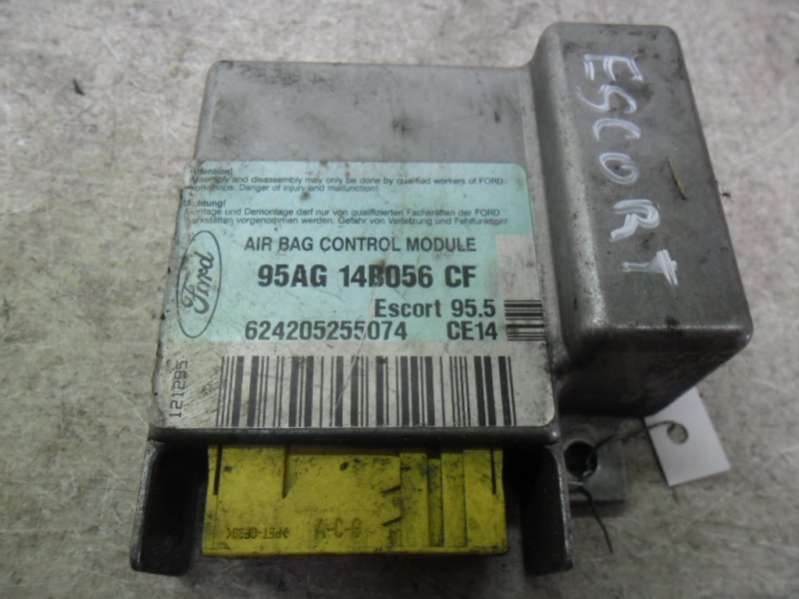 ESCORT
Attention!
Assembly and disassembly may only be done by qualified workers of FORD
workshops. Danger of injury and malfunction!
Achtung!
Montage und Demontage darf nur von qualifizierten Fachkräften der FORD
Werkstätten vorgenommen werden. Gefahr von Verletzung und Fehlfunktion!
AIR BAG CONTROL MODULE
Ford
95AG 14B056 CF
Escort 95.5
624205255074 CE14
121295